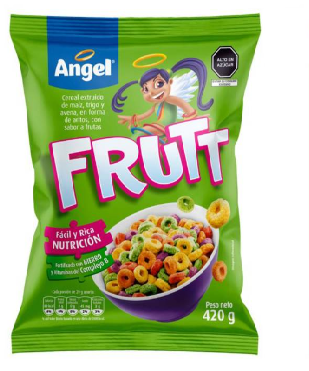 Angel
ALTO EN
AZÚCAR
Cereal extruido
de maíz, trigo y
avena, en forma
de aritos, con
sabor a frutas
FRUTT
Fácil y Rica
NUTRICIÓN
Fortificado con Hierro
y Vitaminas del Complejo B
Peso neto
420 g